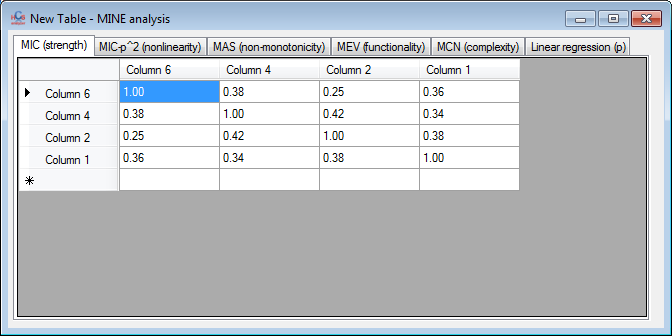 New Table - MINE analysis
MIC (strength) MIC-p^2 (nonlinearity) MAS (non-monotonicity) MEV (functionality) MCN (complexity) Linear regression (p)
Column 6 Column 4 Column 2 Column 1
Column 6 1.00 0.38 0.25 0.36
Column 4 0.38 1.00 0.42 0.34
Column 2 0.25 0.42 1.00 0.38
Column 1 0.36 0.34 0.38 1.00